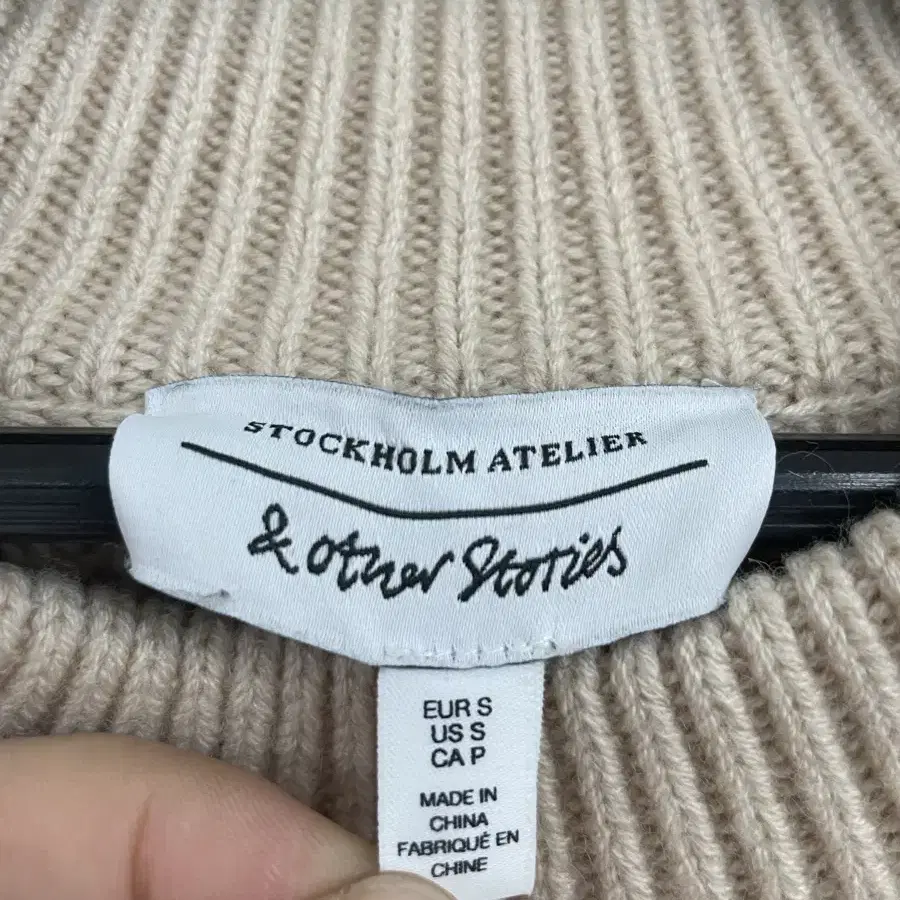 STOCKHOLM ATELIER
& other Stories
EUR S
US S
CA P
MADE IN
CHINA
FABRIQUÉ EN
CHINE